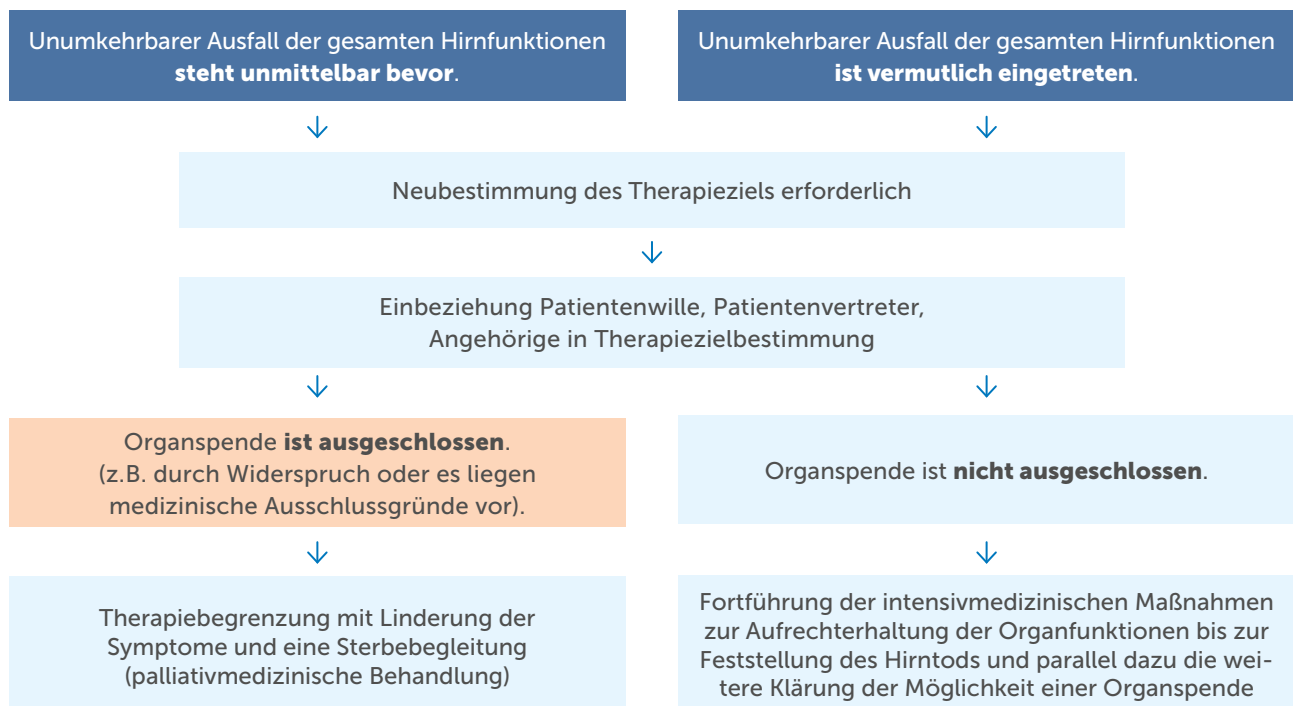 Unumkehrbarer Ausfall der gesamten Hirnfunktionen
steht unmittelbar bevor.
Unumkehrbarer Ausfall der gesamten Hirnfunktionen
ist vermutlich eingetreten.
Neubestimmung des Therapieziels erforderlich
Einbeziehung Patientenwille, Patientenvertreter,
Angehörige in Therapiezielbestimmung
Organspende ist ausgeschlossen.
(z.B. durch Widerspruch oder es liegen
medizinische Ausschlussgründe vor).
Organspende ist nicht ausgeschlossen.
Therapiebegrenzung mit Linderung der
Symptome und eine Sterbebegleitung
(palliativmedizinische Behandlung)
Fortführung der intensivmedizinischen Maßnahmen
zur Aufrechterhaltung der Organfunktionen bis zur
Feststellung des Hirntods und parallel dazu die wei-
tere Klärung der Möglichkeit einer Organspende